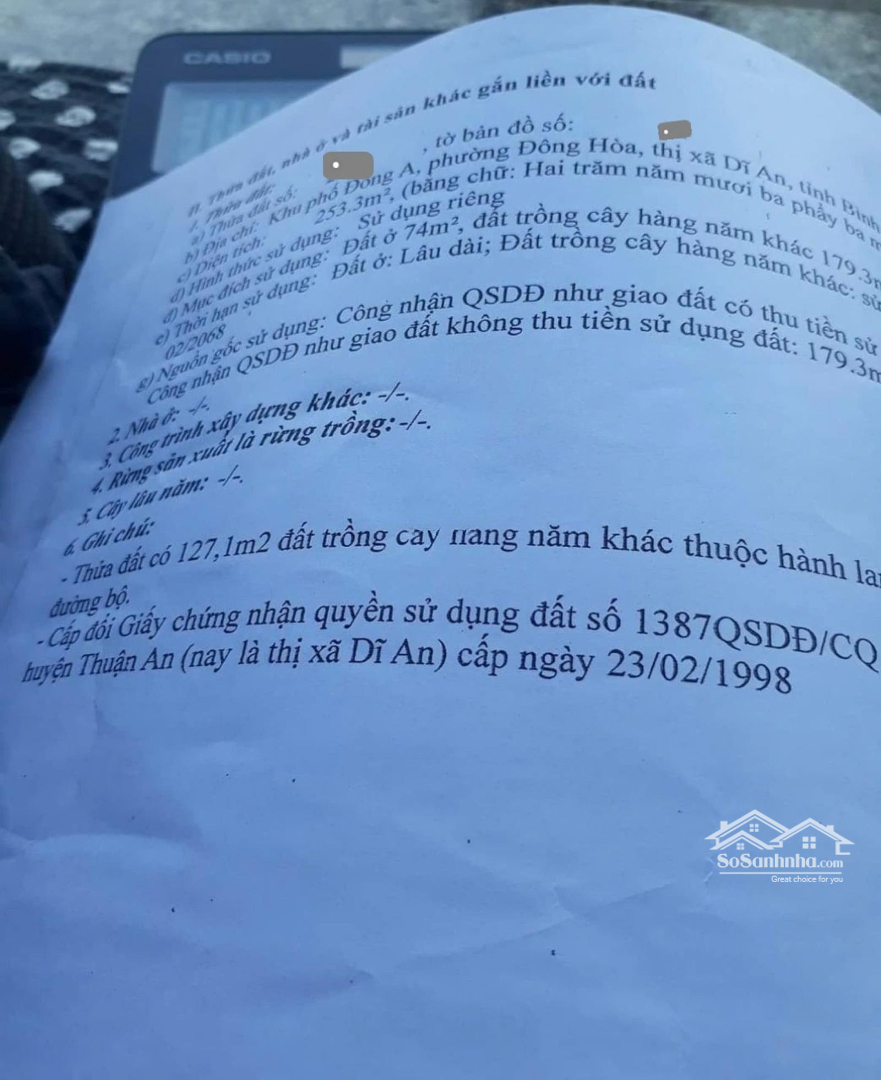 CASIO
II. Thửa đất, nhà ở và tài sản khác gắn liền với đất
1. Thửa đất:
a) Thửa đất số: , tờ bản đồ số:
b) Địa chỉ: Khu phố Đông A, phường Đông Hòa, thị xã Dĩ An, tỉnh Bình
c) Diện tích: 253.3m², (bằng chữ: Hai trăm năm mươi ba phẩy ba
d) Hình thức sử dụng: Sử dụng riêng
đ) Mục đích sử dụng: Đất ở 74m², đất trồng cây hàng năm khác 179.3m
e) Thời hạn sử dụng: Đất ở: Lâu dài; Đất trồng cây hàng năm khác: sử
02/2068
g) Nguồn gốc sử dụng: Công nhận QSDĐ như giao đất có thu tiền sử
Công nhận QSDĐ như giao đất không thu tiền sử dụng đất: 179.3m
2. Nhà ở: -/-.
3. Công trình xây dựng khác: -/-.
4. Rừng sản xuất là rừng trồng: -/-.
5. Cây lâu năm: -/-.
6. Ghi chú:
- Thửa đất có 127,1m2 đất trồng cây hàng năm khác thuộc hành
đường bộ.
- Cấp đổi Giấy chứng nhận quyền sử dụng đất số 1387QSDĐ/CQ
huyện Thuận An (nay là thị xã Dĩ An) cấp ngày 23/02/1998
SoSanhnha.com
Great choice for you